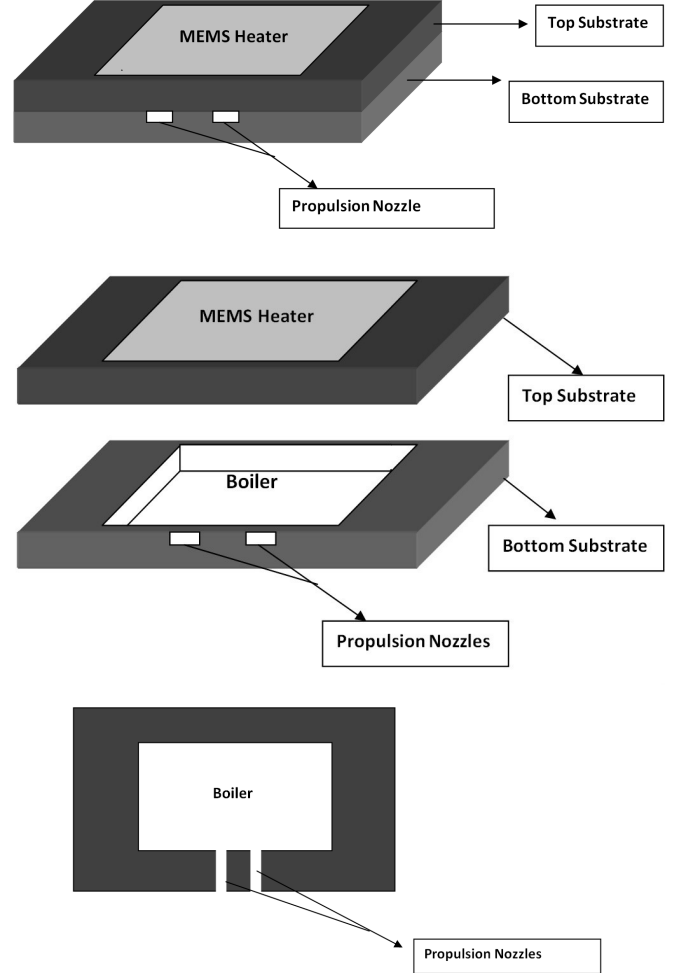 MEMS Heater
Top Substrate
Bottom Substrate
Propulsion Nozzle
MEMS Heater
Top Substrate
Boiler
Bottom Substrate
Propulsion Nozzles
Boiler
Propulsion Nozzles